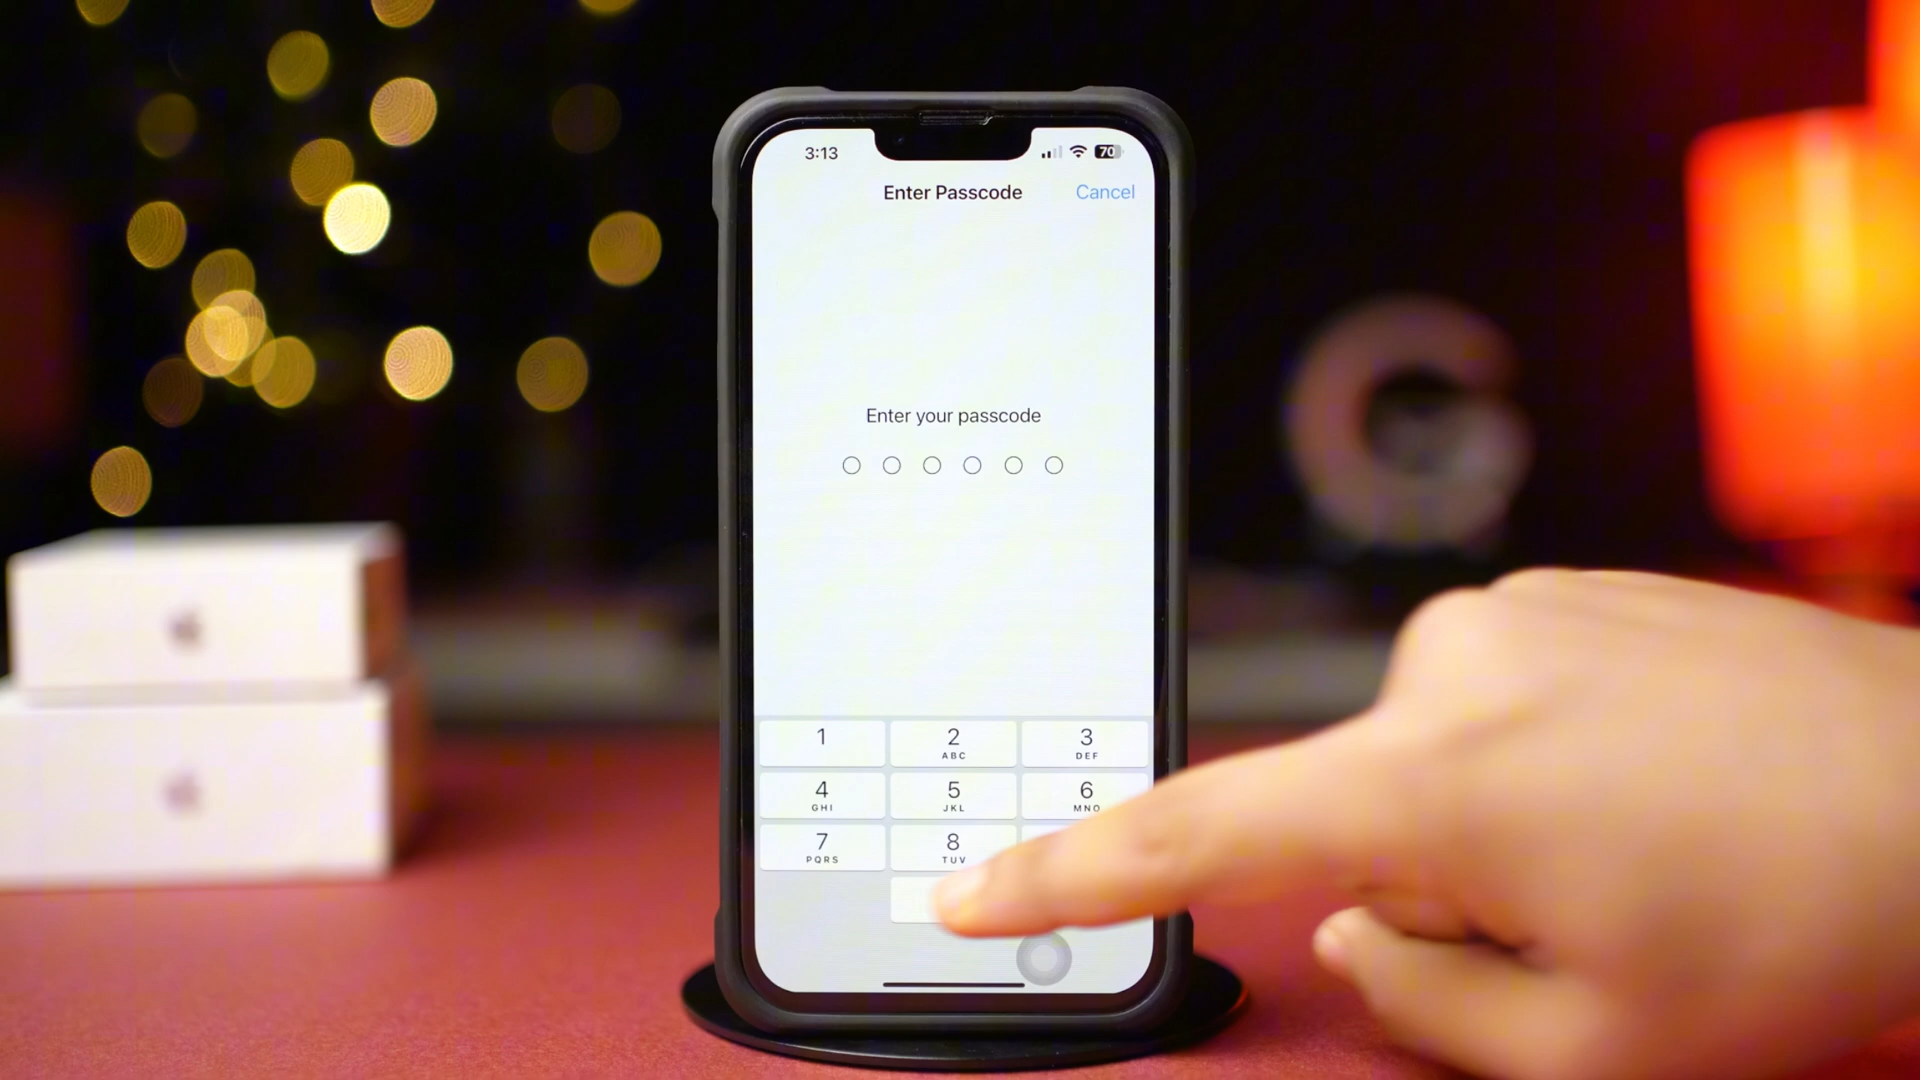 3:13 70
Enter Passcode Cancel
Enter your passcode
1 2 3
ABC DEF
4 5 6
GHI JKL MNO
7 8
PQRS TUV